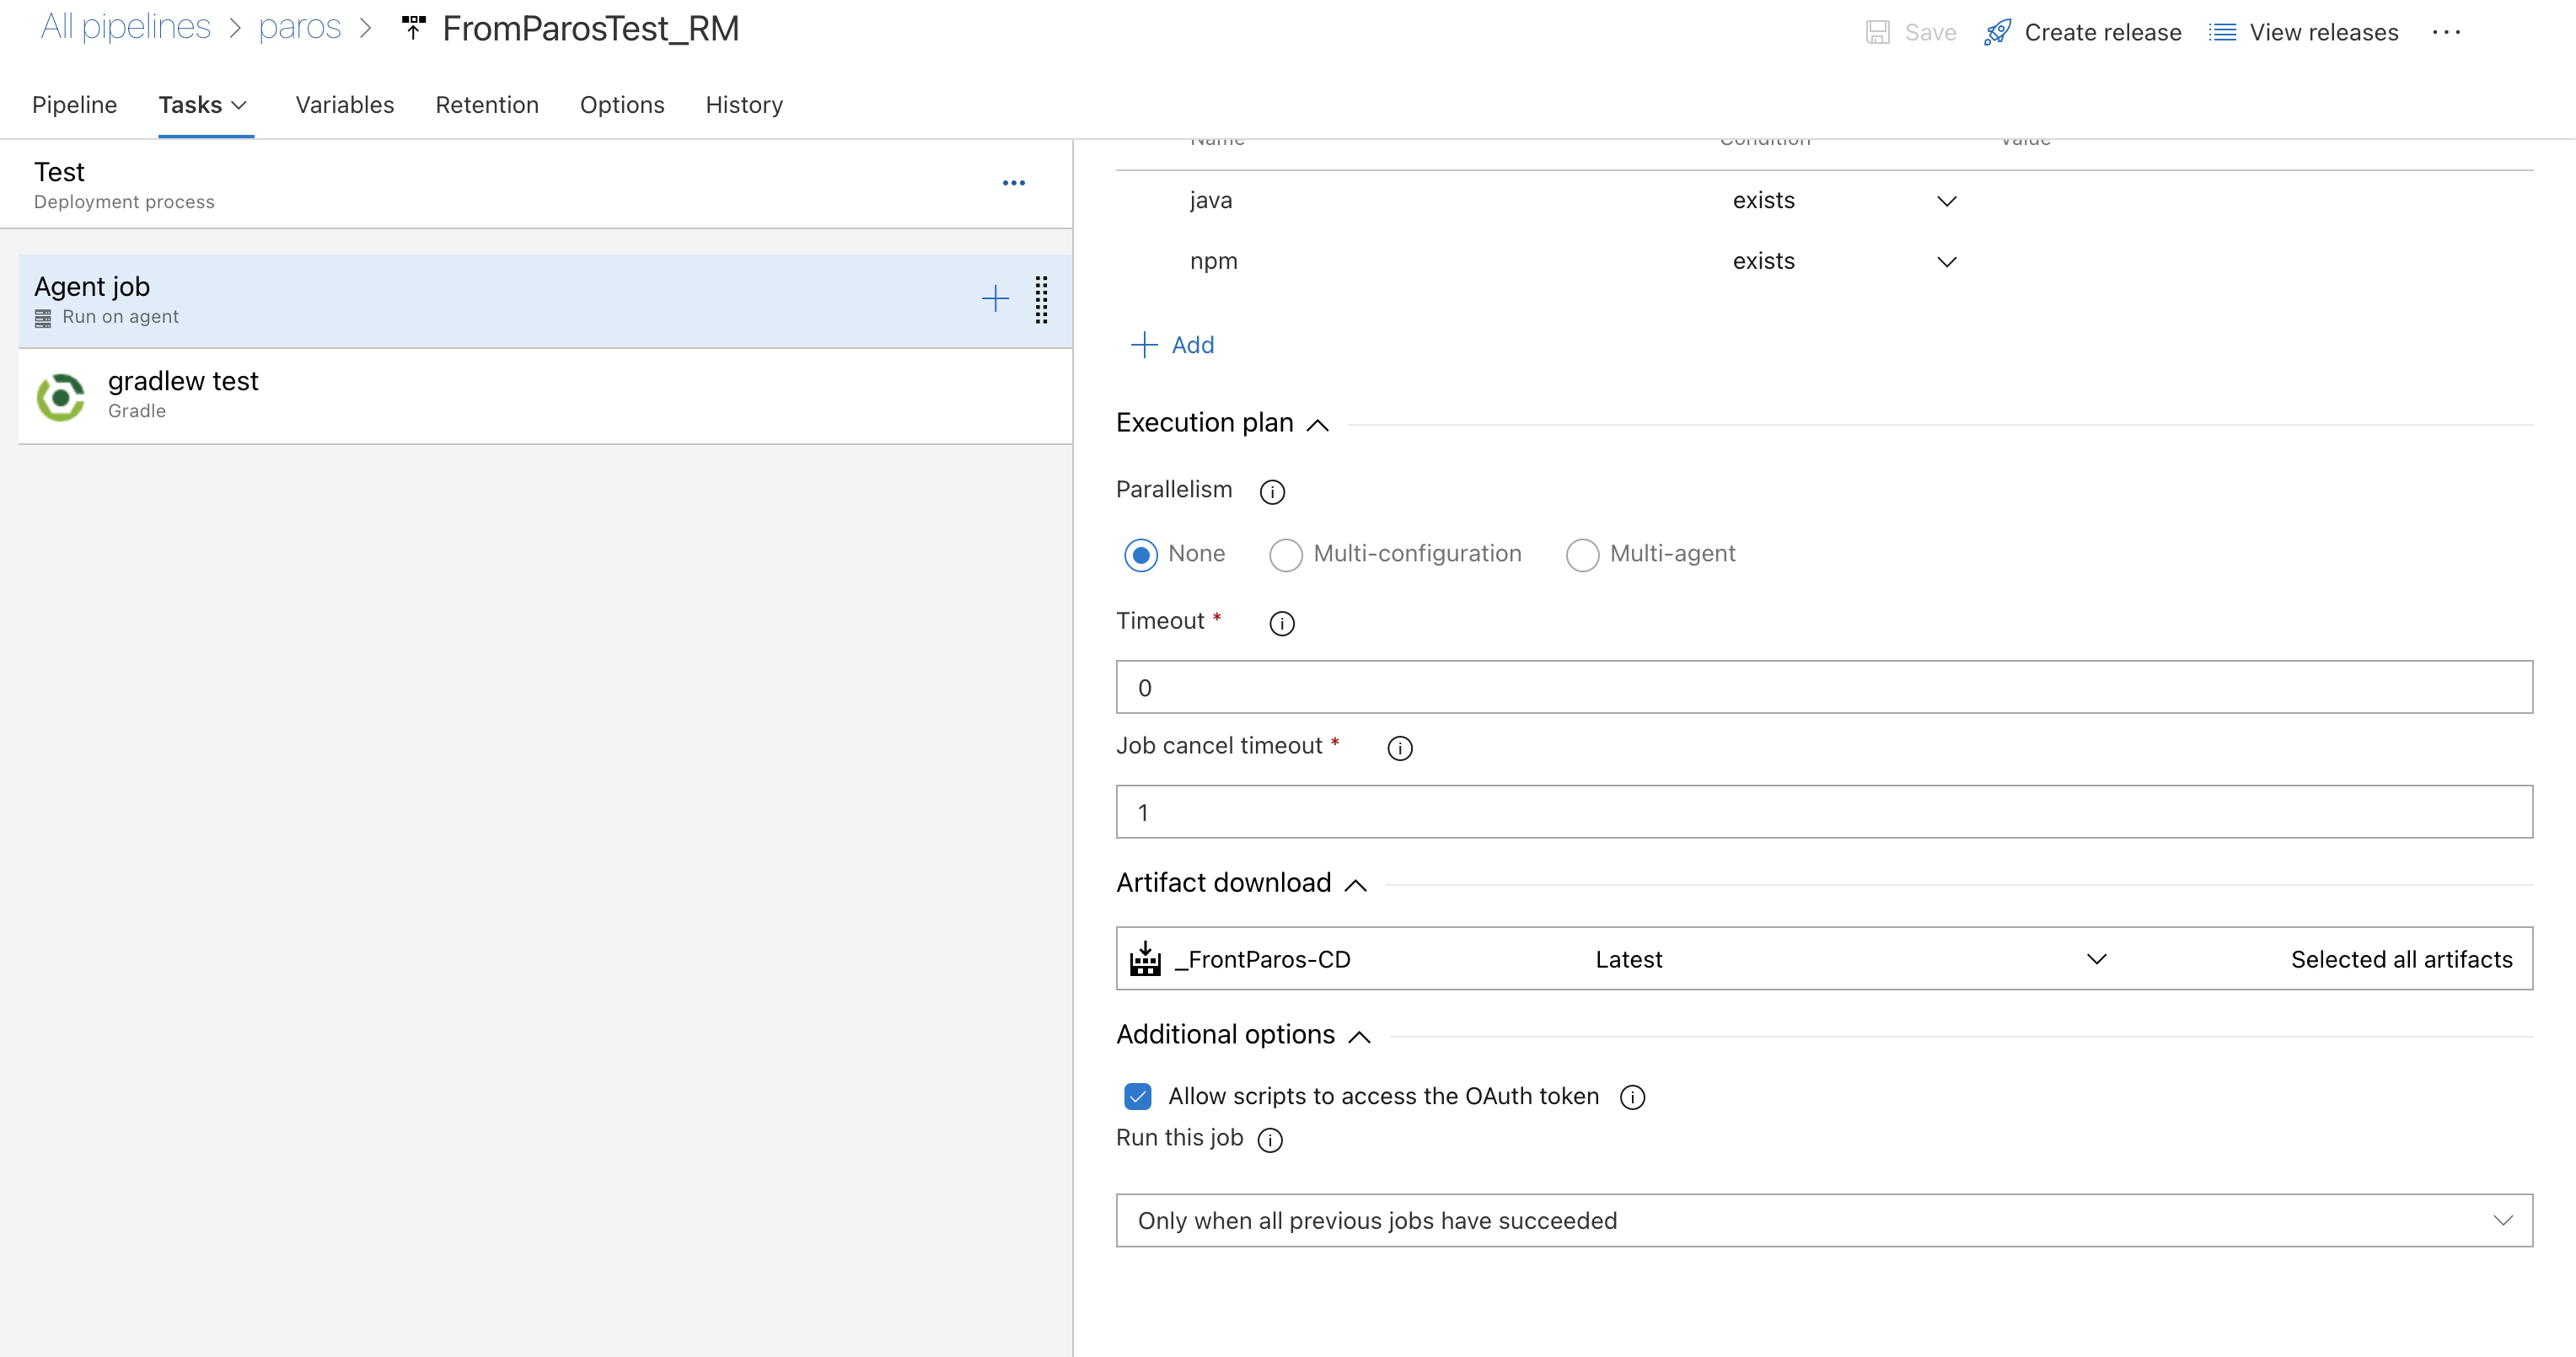 All pipelines > paros > FromParosTest_RM
Save Create release View releases ...
Pipeline Tasks Variables Retention Options History
Test
Deployment process
Agent job
Run on agent
gradlew test
Gradle
Name Condition Value
java exists
npm exists
Add
Execution plan
Parallelism
None Multi-configuration Multi-agent
Timeout *
0
Job cancel timeout *
1
Artifact download
_FrontParos-CD Latest Selected all artifacts
Additional options
Allow scripts to access the OAuth token
Run this job
Only when all previous jobs have succeeded